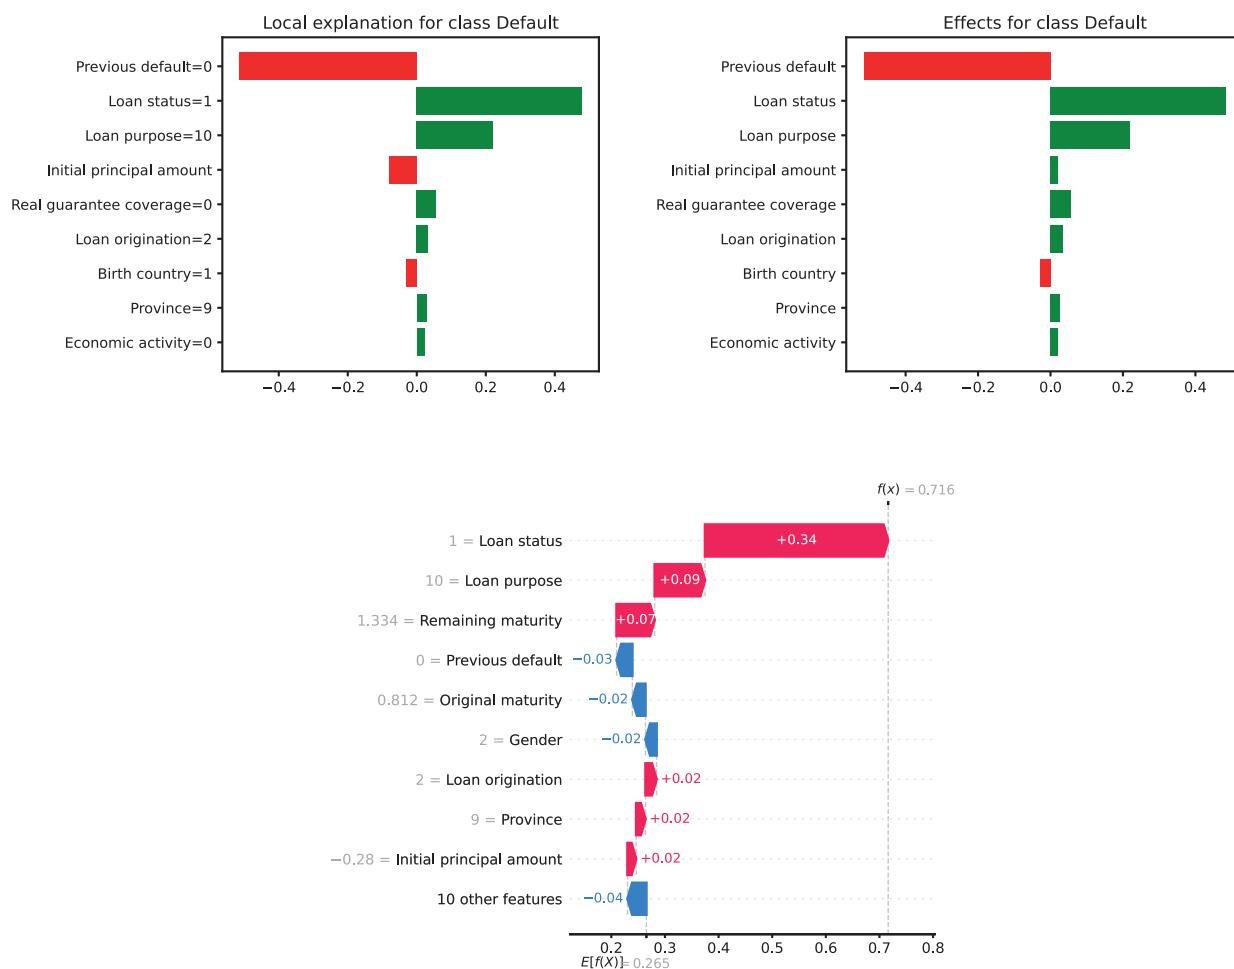 Local explanation for class Default
Previous default=0
Loan status=1
Loan purpose=10
Initial principal amount
Real guarantee coverage=0
Loan origination=2
Birth country=1
Province=9
Economic activity=0
−0.4 −0.2 0.0 0.2 0.4
Effects for class Default
Previous default
Loan status
Loan purpose
Initial principal amount
Real guarantee coverage
Loan origination
Birth country
Province
Economic activity
−0.4 −0.2 0.0 0.2 0.4
f(x) = 0.716
1 = Loan status +0.34
10 = Loan purpose +0.09
1.334 = Remaining maturity +0.07
0 = Previous default −0.03
0.812 = Original maturity −0.02
2 = Gender −0.02
2 = Loan origination +0.02
9 = Province +0.02
−0.28 = Initial principal amount +0.02
10 other features −0.04
0.2 0.3 0.4 0.5 0.6 0.7 0.8
E[f(X)] = 0.265